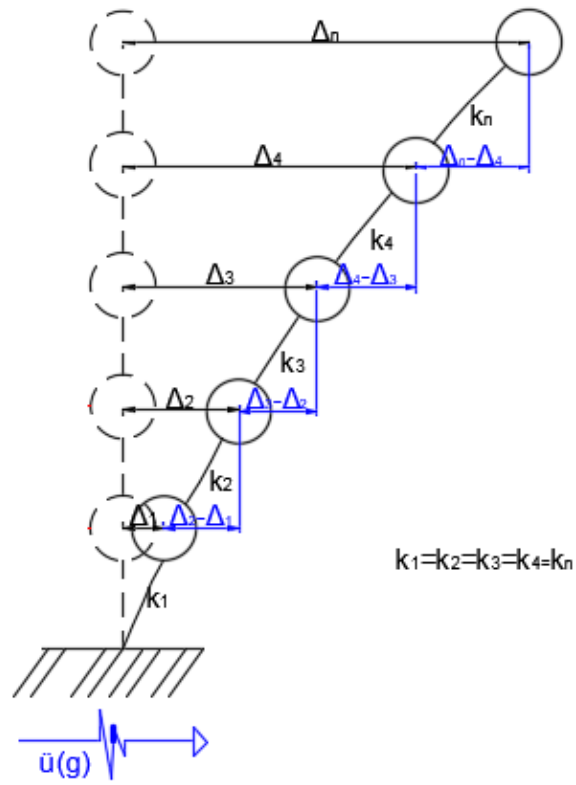 Δn
kn
Δn-Δ4
Δ4
k4
Δ4-Δ3
Δ3
k3
Δ3-Δ2
Δ2
k2
Δ1
Δ2-Δ1
k1=k2=k3=k4=kn
k1
ü(g)